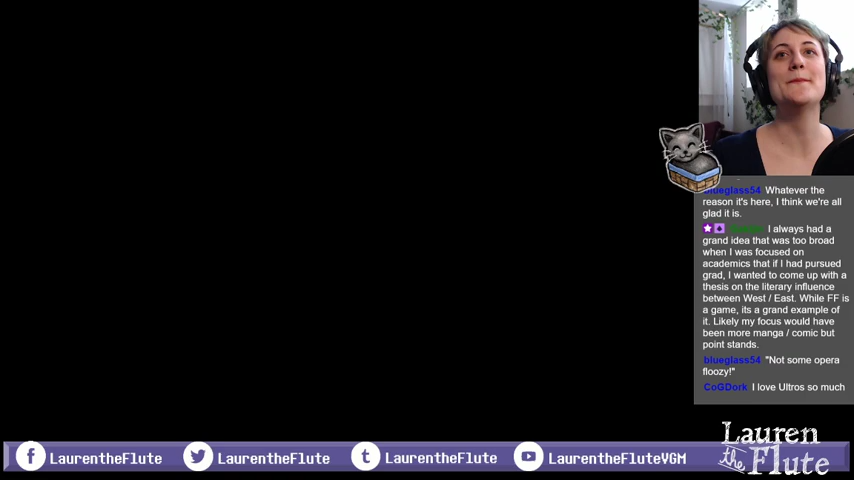 blueglass54 Whatever the
reason it's here, I think we're all
glad it is.
I always had a
grand idea that was too broad
when I was focused on
academics that if I had pursued
grad, I wanted to come up with a
thesis on the literary influence
between West / East. While FF is
a game, its a grand example of
it. Likely my focus would have
been more manga / comic but
point stands.
blueglass54 "Not some opera
floozy!"
CoGDork I love Ultros so much
Lauren
the Flute
LaurentheFlute
LaurentheFlute
LaurentheFlute
LaurentheFluteVGM